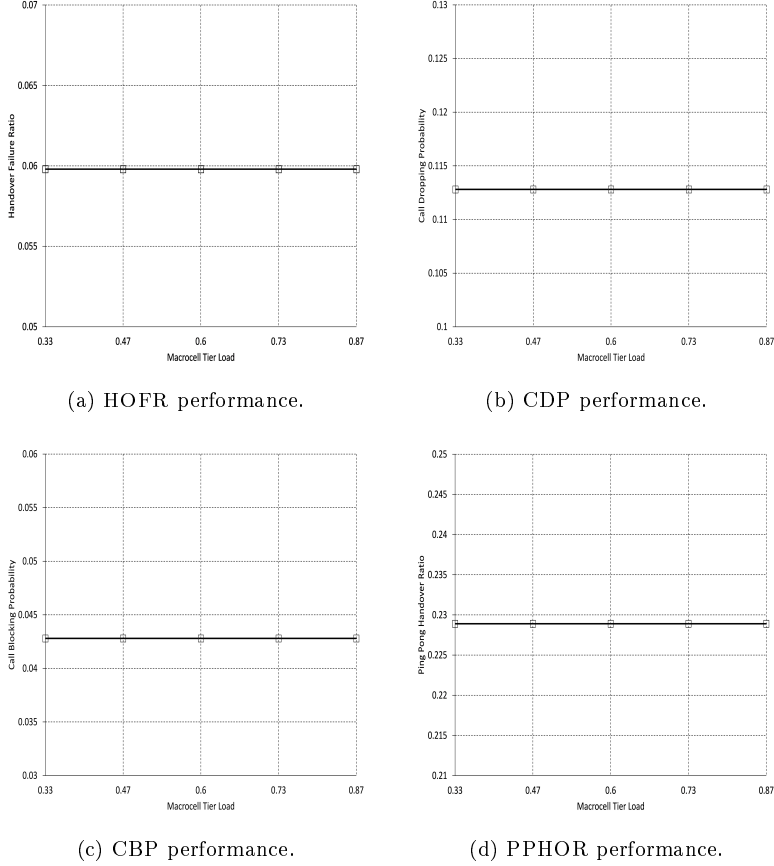 0.07
0.065
0.06
0.055
0.05
Handover Failure Ratio
0.33 0.47 0.6 0.73 0.87
Macrocell Tier Load
(a) HOFR performance.
0.13
0.125
0.12
0.115
0.11
0.105
0.1
Call Dropping Probability
0.33 0.47 0.6 0.73 0.87
Macrocell Tier Load
(b) CDP performance.
0.06
0.055
0.05
0.045
0.04
0.035
0.03
Call Blocking Probability
0.33 0.47 0.6 0.73 0.87
Macrocell Tier Load
(c) CBP performance.
0.25
0.245
0.24
0.235
0.23
0.225
0.22
0.215
0.21
Ping Pong Handover Ratio
0.33 0.47 0.6 0.73 0.87
Macrocell Tier Load
(d) PPHOR performance.